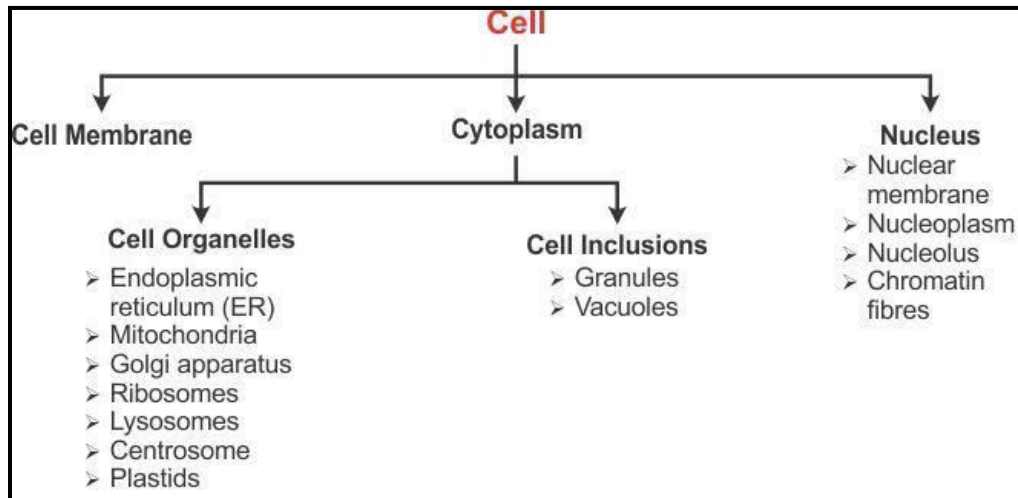 Cell
Cell Membrane
Cytoplasm
Nucleus
➢ Nuclear
membrane
➢ Nucleoplasm
➢ Nucleolus
➢ Chromatin
fibres
Cell Organelles
➢ Endoplasmic
reticulum (ER)
➢ Mitochondria
➢ Golgi apparatus
➢ Ribosomes
➢ Lysosomes
➢ Centrosome
➢ Plastids
Cell Inclusions
➢ Granules
➢ Vacuoles